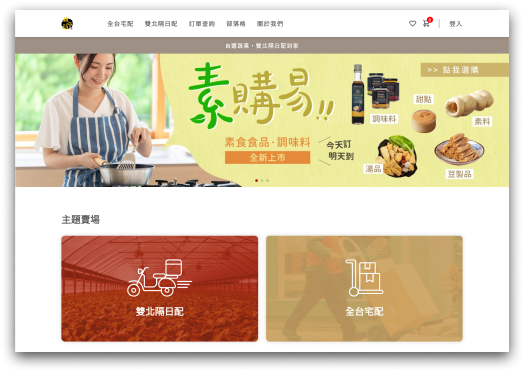 全台宅配 雙北隔日配 訂單查詢 部落格 關於我們 登入
自選蔬菓，雙北隔日配到家
素購易!!
素食食品·調味料
全新上市
今天訂
明天到
>> 點我選購
調味料
甜點
素料
湯品
豆製品
主題賣場
雙北隔日配
全台宅配